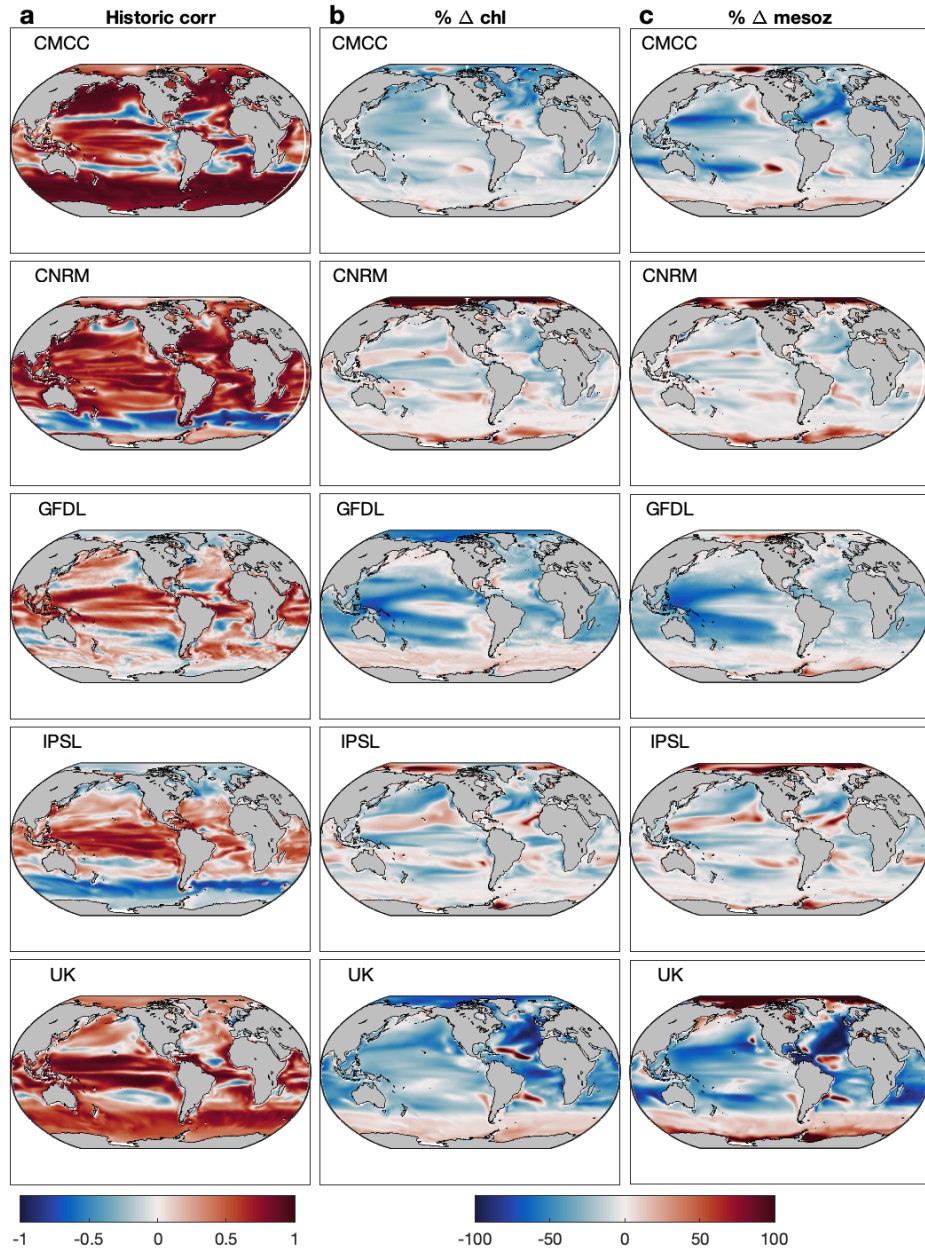 a Historic corr b % Δ chl c % Δ mesoz
CMCC CMCC CMCC
CNRM CNRM CNRM
GFDL GFDL GFDL
IPSL IPSL IPSL
UK UK UK
-1 -0.5 0 0.5 1 -100 -50 0 50 100